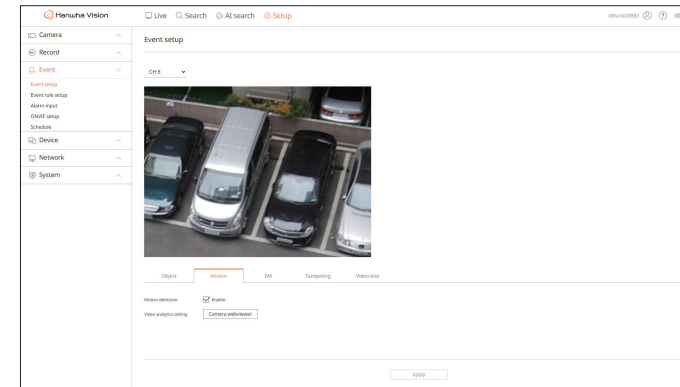 Hanwha Vision
Live Search AI search Setup
Camera
Event setup
Record
Event
CH 5
Event setup
Event rule setup
Alarm input
ONVIF setup
Schedule
Device
Network
System
Object Motion IVA Tampering Video loss
Motion detection Enable
Video analytics setting Camera webviewer
Apply